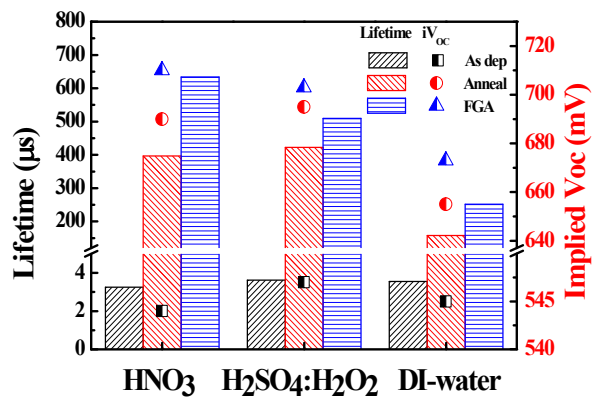 Lifetime (µs)
800
700
600
500
400
300
200
4
2
0
Lifetime iV_OC
As dep
Anneal
FGA
720
700
680
660
640
545
540
Implied Voc (mV)
HNO₃ H₂SO₄:H₂O₂ DI-water